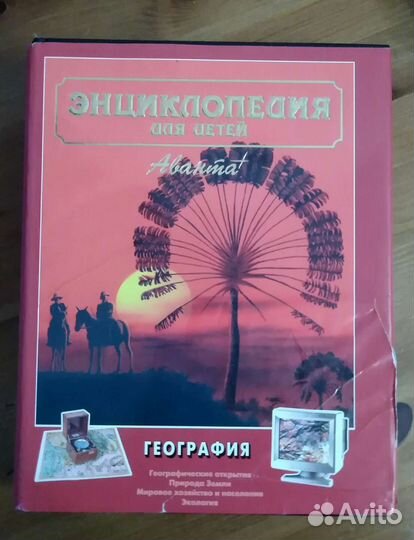 ЭНЦИКЛОПЕДИЯ
ДЛЯ ДЕТЕЙ
Аванта+
ГЕОГРАФИЯ
Географические открытия
Природа Земли
Мировое хозяйство и население
Экология
Avito